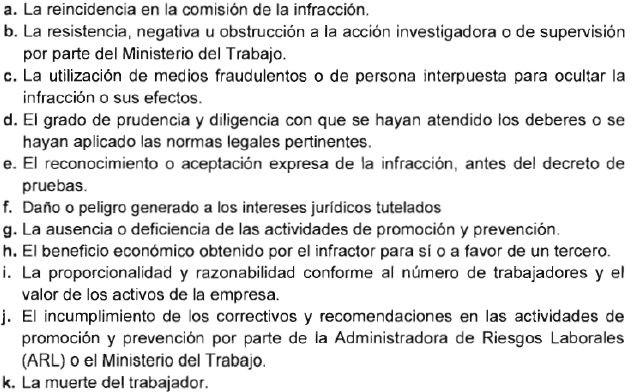 a. La reincidencia en la comisión de la infracción.
b. La resistencia, negativa u obstrucción a la acción investigadora o de supervisión
por parte del Ministerio del Trabajo.
c. La utilización de medios fraudulentos o de persona interpuesta para ocultar la
infracción o sus efectos.
d. El grado de prudencia y diligencia con que se hayan atendido los deberes o se
hayan aplicado las normas legales pertinentes.
e. El reconocimiento o aceptación expresa de la infracción, antes del decreto de
pruebas.
f. Daño o peligro generado a los intereses jurídicos tutelados
g. La ausencia o deficiencia de las actividades de promoción y prevención.
h. El beneficio económico obtenido por el infractor para sí o a favor de un tercero.
i. La proporcionalidad y razonabilidad conforme al número de trabajadores y el
valor de los activos de la empresa.
j. El incumplimiento de los correctivos y recomendaciones en las actividades de
promoción y prevención por parte de la Administradora de Riesgos Laborales
(ARL) o el Ministerio del Trabajo.
k. La muerte del trabajador.